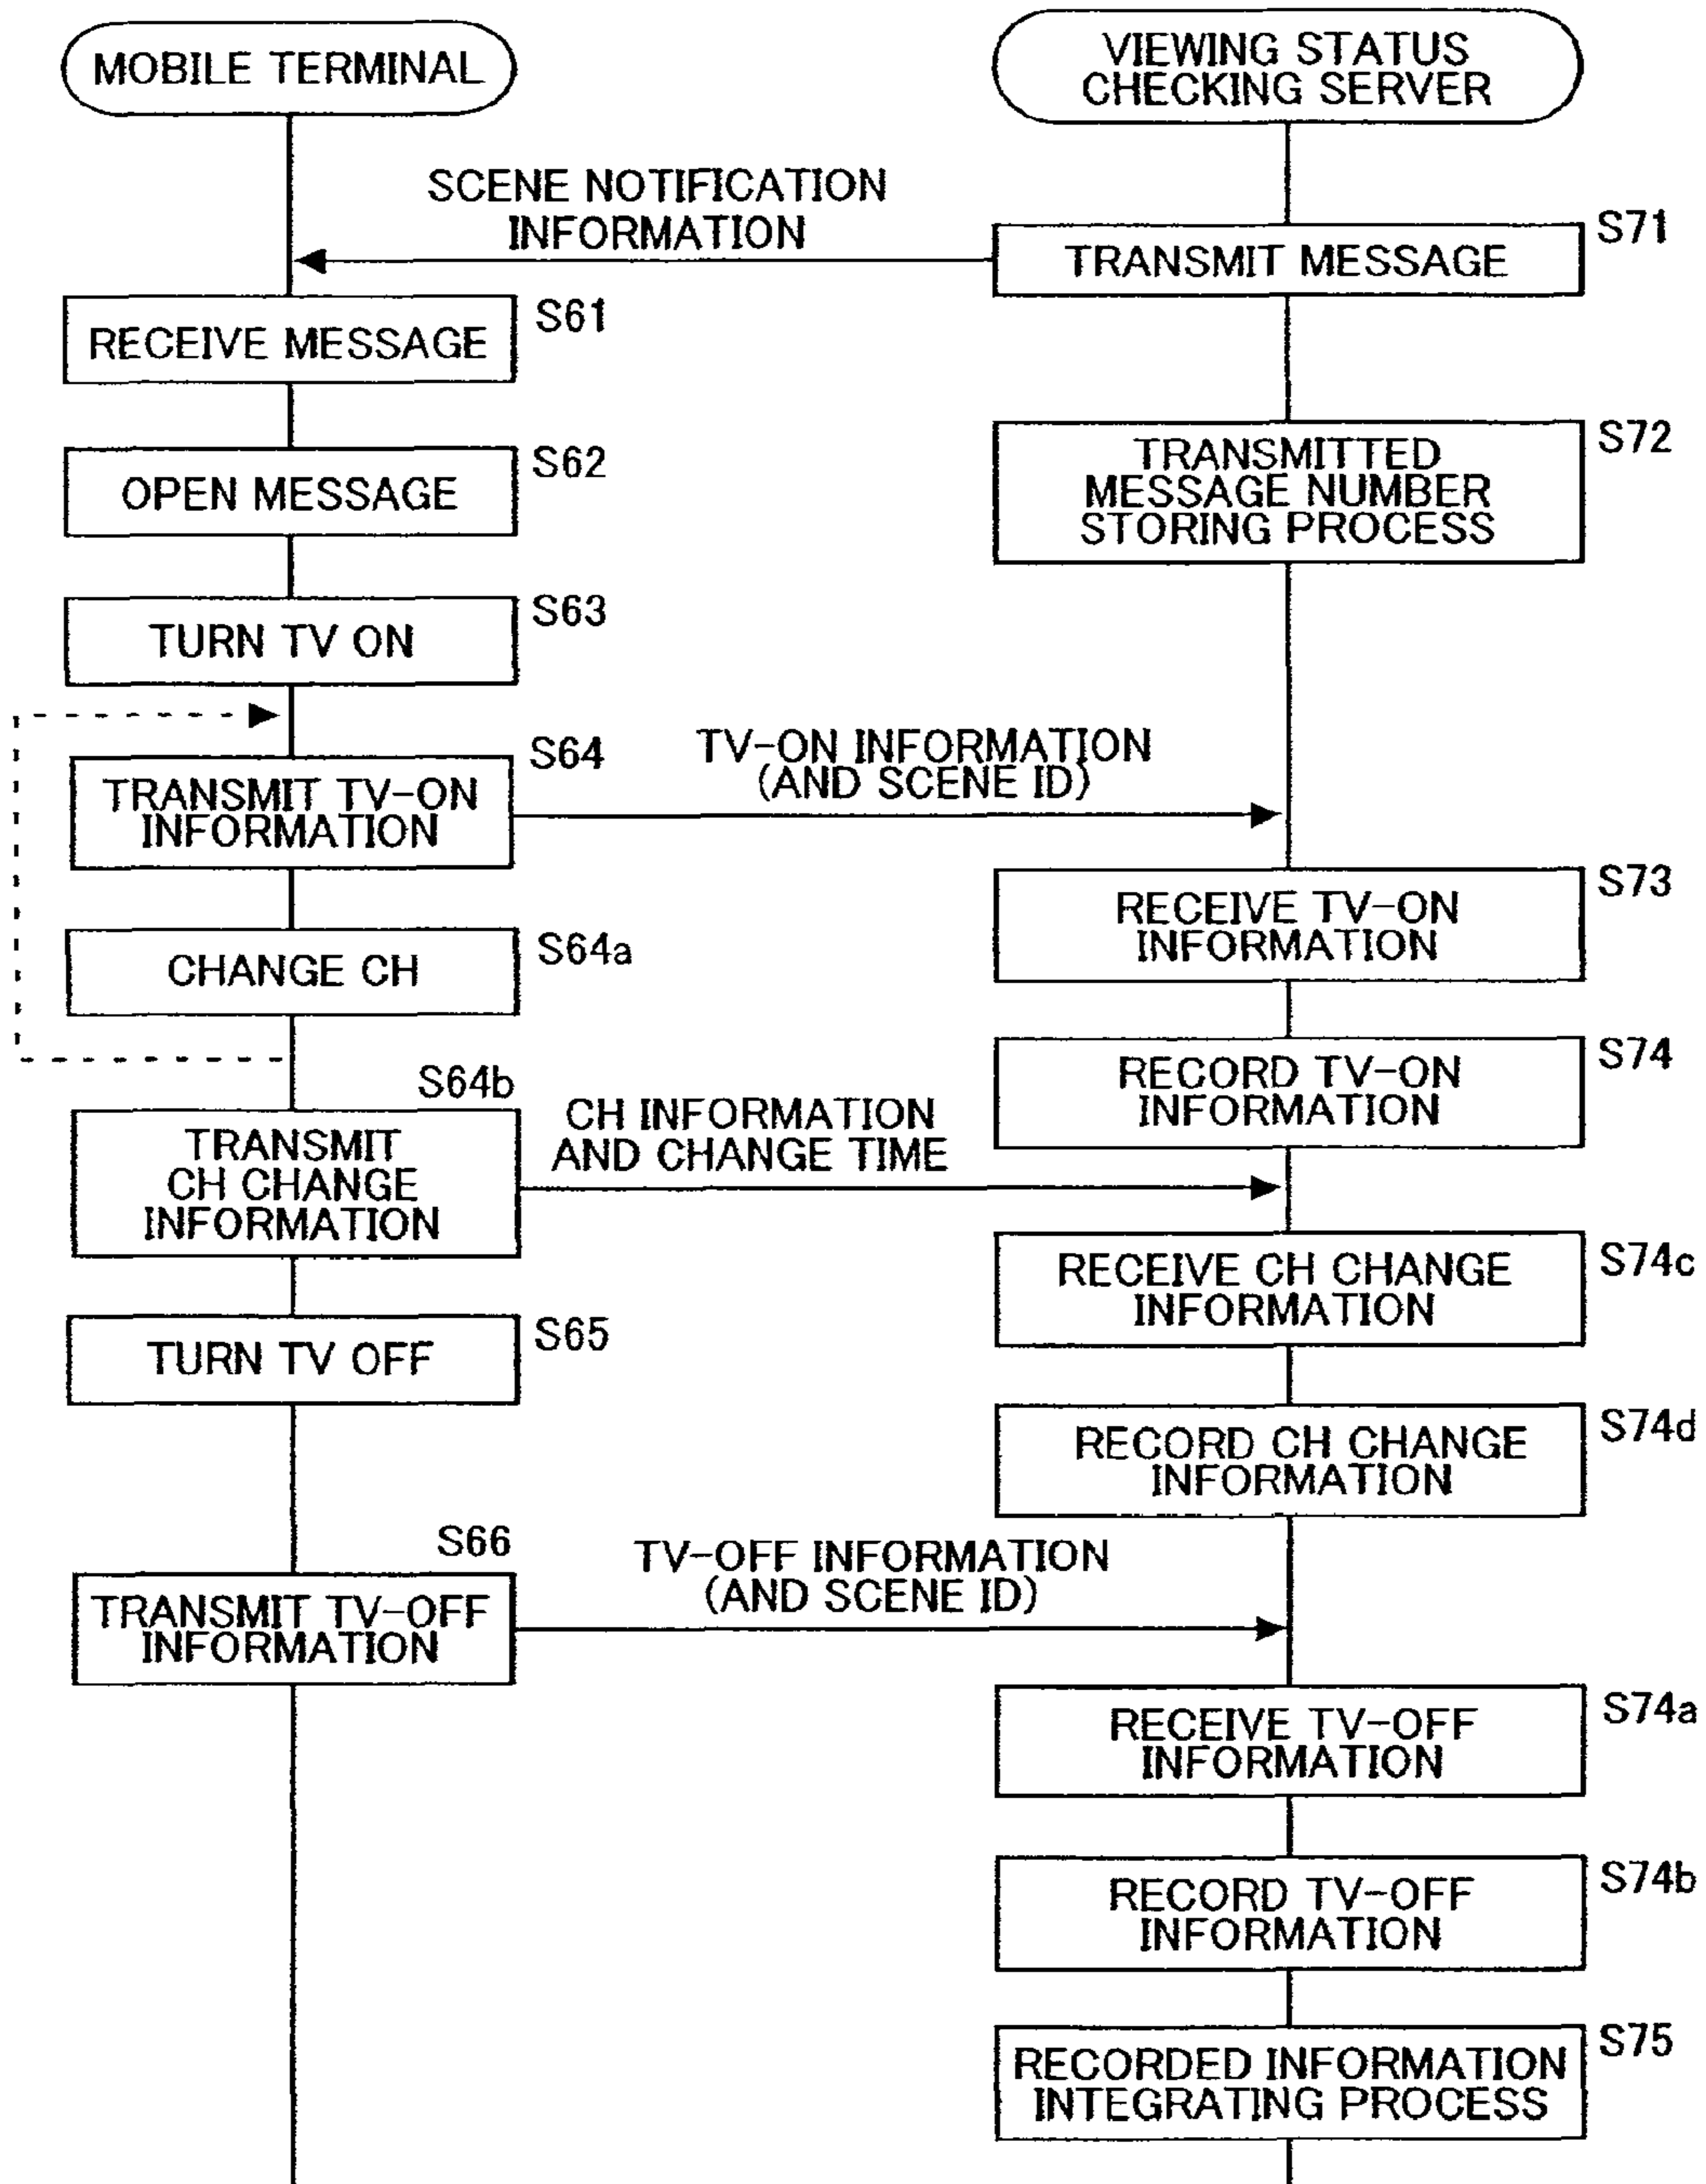 MOBILE TERMINAL
VIEWING STATUS
CHECKING SERVER
SCENE NOTIFICATION
INFORMATION
S71
TRANSMIT MESSAGE
S61
RECEIVE MESSAGE
S72
TRANSMITTED
MESSAGE NUMBER
STORING PROCESS
S62
OPEN MESSAGE
S63
TURN TV ON
S64
TRANSMIT TV-ON
INFORMATION
TV-ON INFORMATION
(AND SCENE ID)
S73
RECEIVE TV-ON
INFORMATION
S64a
CHANGE CH
S74
RECORD TV-ON
INFORMATION
S64b
TRANSMIT
CH CHANGE
INFORMATION
CH INFORMATION
AND CHANGE TIME
S74c
RECEIVE CH CHANGE
INFORMATION
S65
TURN TV OFF
S74d
RECORD CH CHANGE
INFORMATION
S66
TRANSMIT TV-OFF
INFORMATION
TV-OFF INFORMATION
(AND SCENE ID)
S74a
RECEIVE TV-OFF
INFORMATION
S74b
RECORD TV-OFF
INFORMATION
S75
RECORDED INFORMATION
INTEGRATING PROCESS